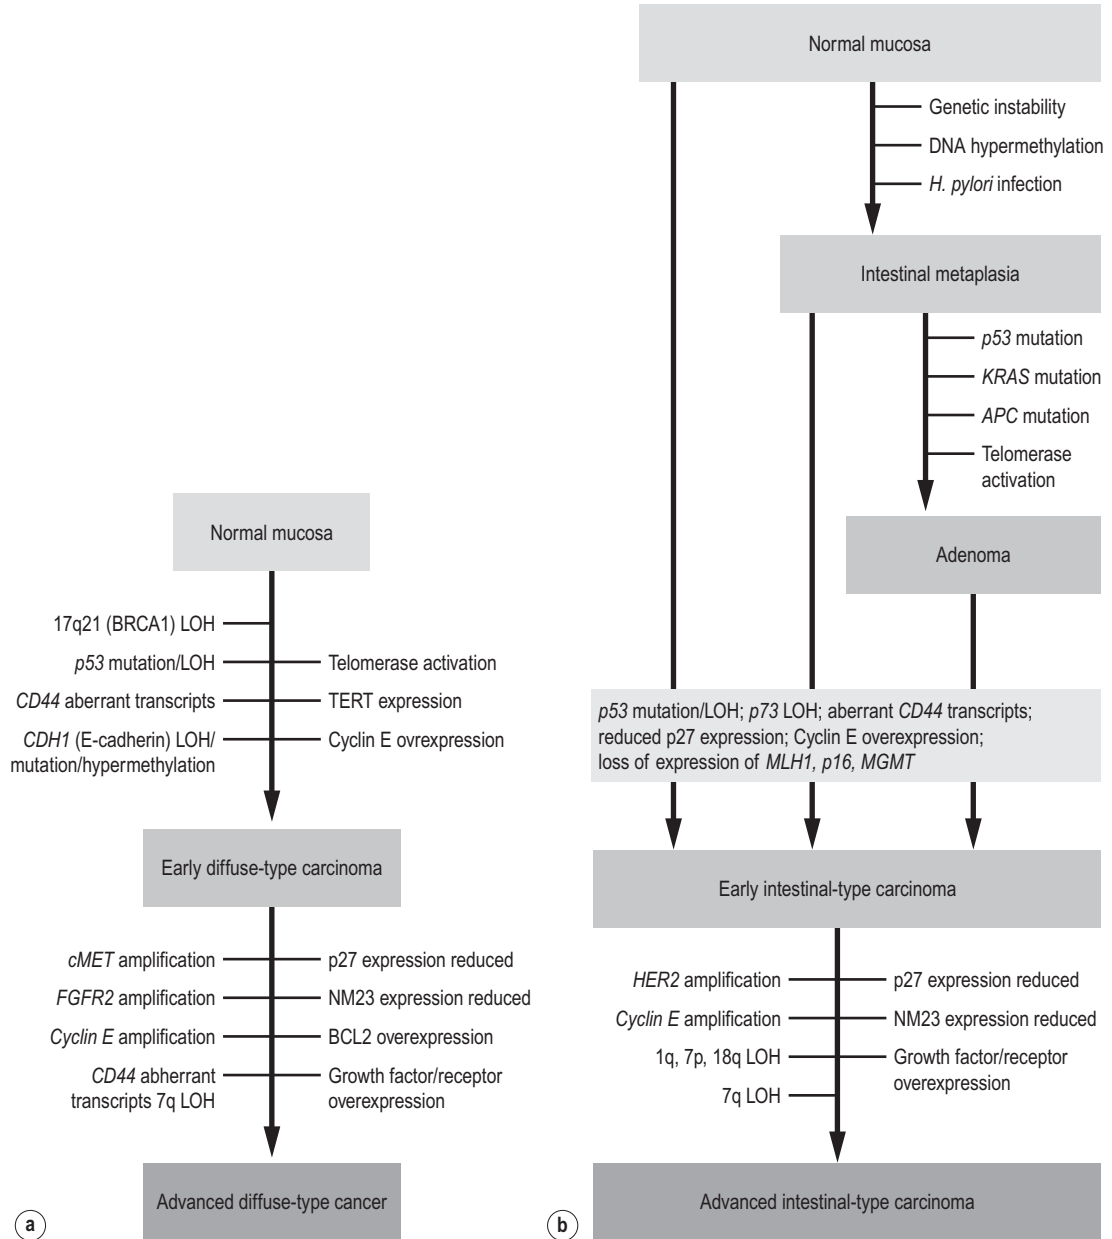 Normal mucosa
17q21 (BRCA1) LOH
p53 mutation/LOH
Telomerase activation
CD44 aberrant transcripts
TERT expression
CDH1 (E-cadherin) LOH/
mutation/hypermethylation
Cyclin E ovrexpression
Early diffuse-type carcinoma
cMET amplification
p27 expression reduced
FGFR2 amplification
NM23 expression reduced
Cyclin E amplification
BCL2 overexpression
CD44 abherrant
transcripts 7q LOH
Growth factor/receptor
overexpression
Advanced diffuse-type cancer
a
Normal mucosa
Genetic instability
DNA hypermethylation
H. pylori infection
Intestinal metaplasia
p53 mutation
KRAS mutation
APC mutation
Telomerase
activation
Adenoma
p53 mutation/LOH; p73 LOH; aberrant CD44 transcripts;
reduced p27 expression; Cyclin E overexpression;
loss of expression of MLH1, p16, MGMT
Early intestinal-type carcinoma
HER2 amplification
p27 expression reduced
Cyclin E amplification
NM23 expression reduced
1q, 7p, 18q LOH
Growth factor/receptor
overexpression
7q LOH
Advanced intestinal-type carcinoma
b